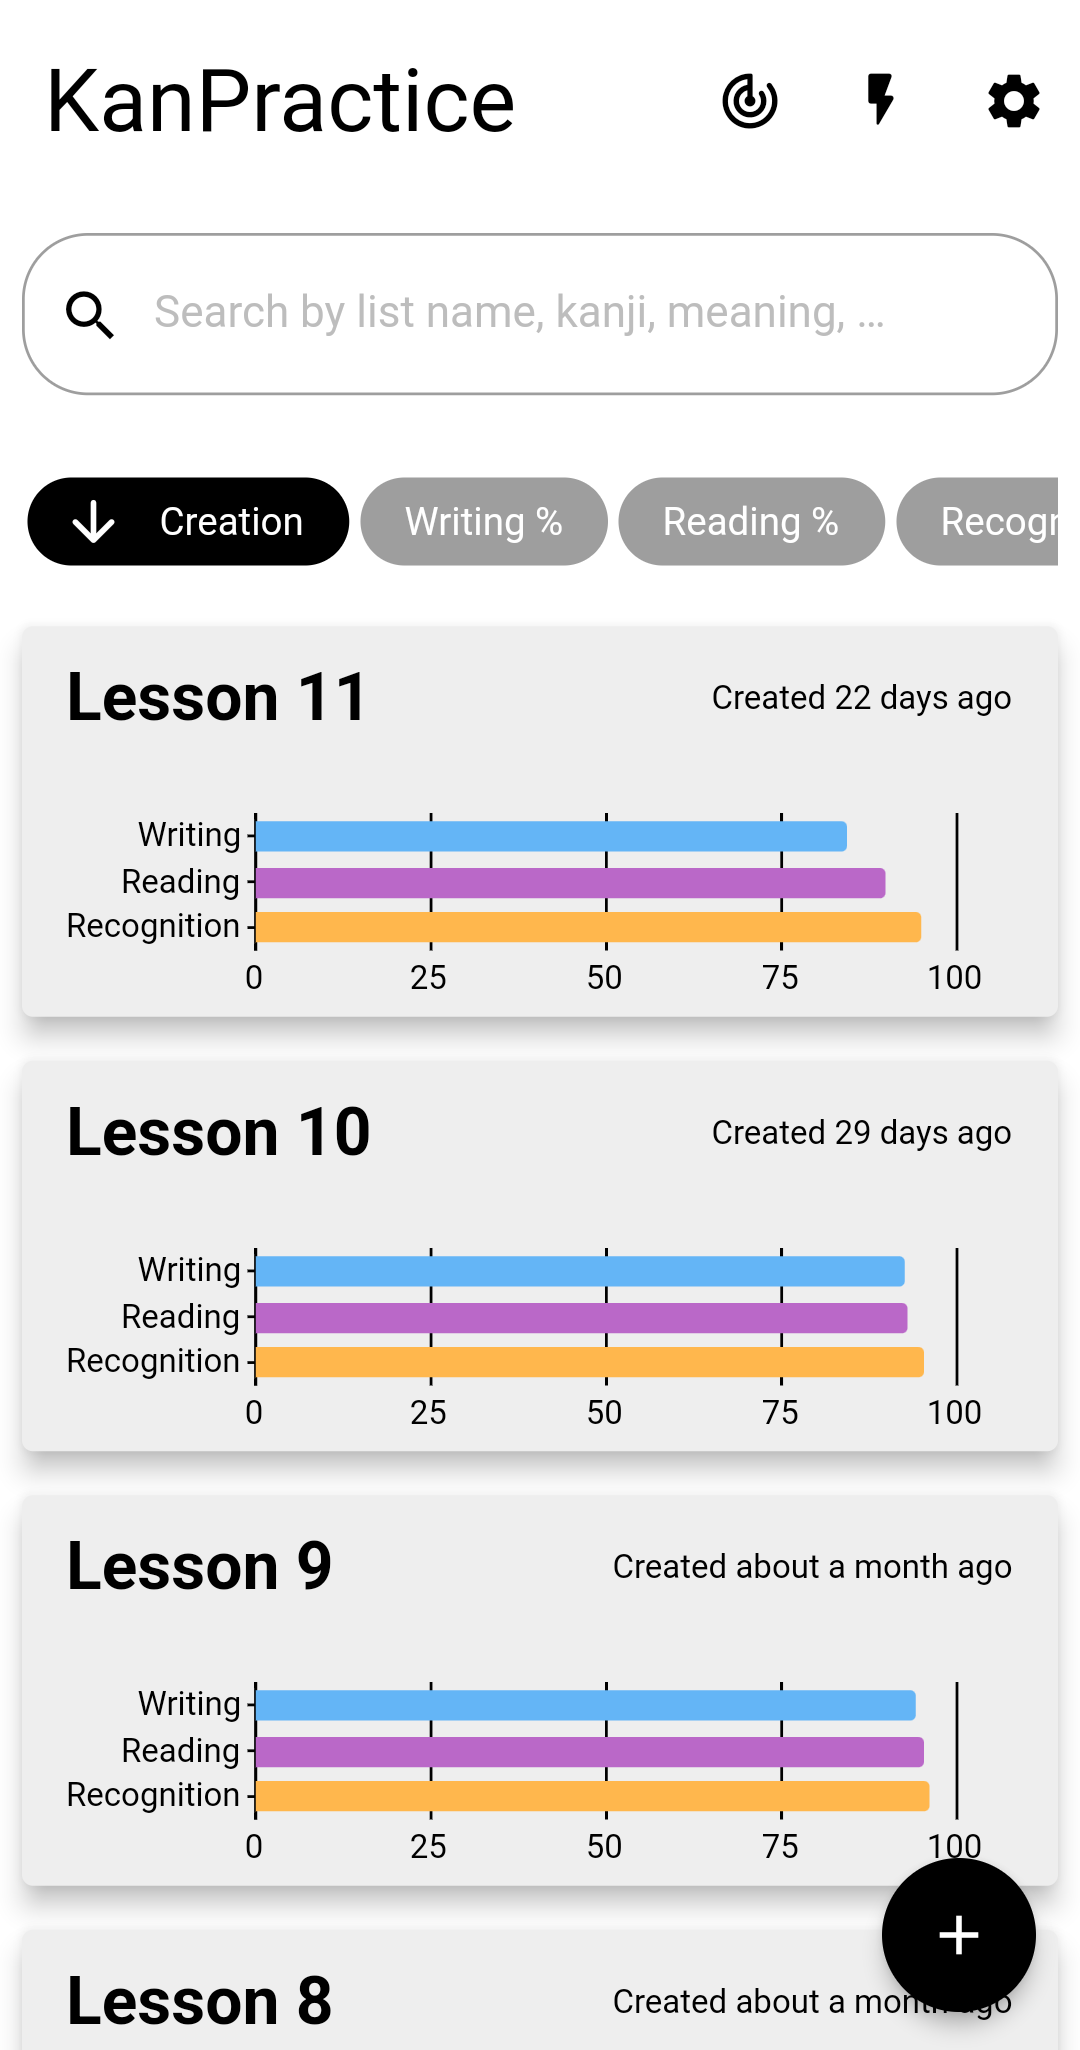 KanPractice
Search by list name, kanji, meaning, ...
Creation Writing % Reading % Recogn
Lesson 11 Created 22 days ago
Writing
Reading
Recognition
0 25 50 75 100
Lesson 10 Created 29 days ago
Writing
Reading
Recognition
0 25 50 75 100
Lesson 9 Created about a month ago
Writing
Reading
Recognition
0 25 50 75 100
Lesson 8 Created about a month ago